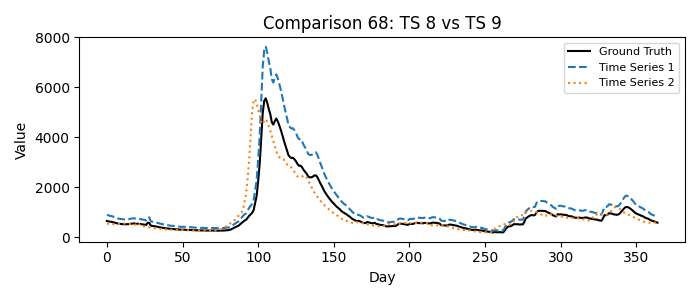 Comparison 68: TS 8 vs TS 9
Value
8000
6000
4000
2000
0
Ground Truth
Time Series 1
Time Series 2
0 50 100 150 200 250 300 350
Day